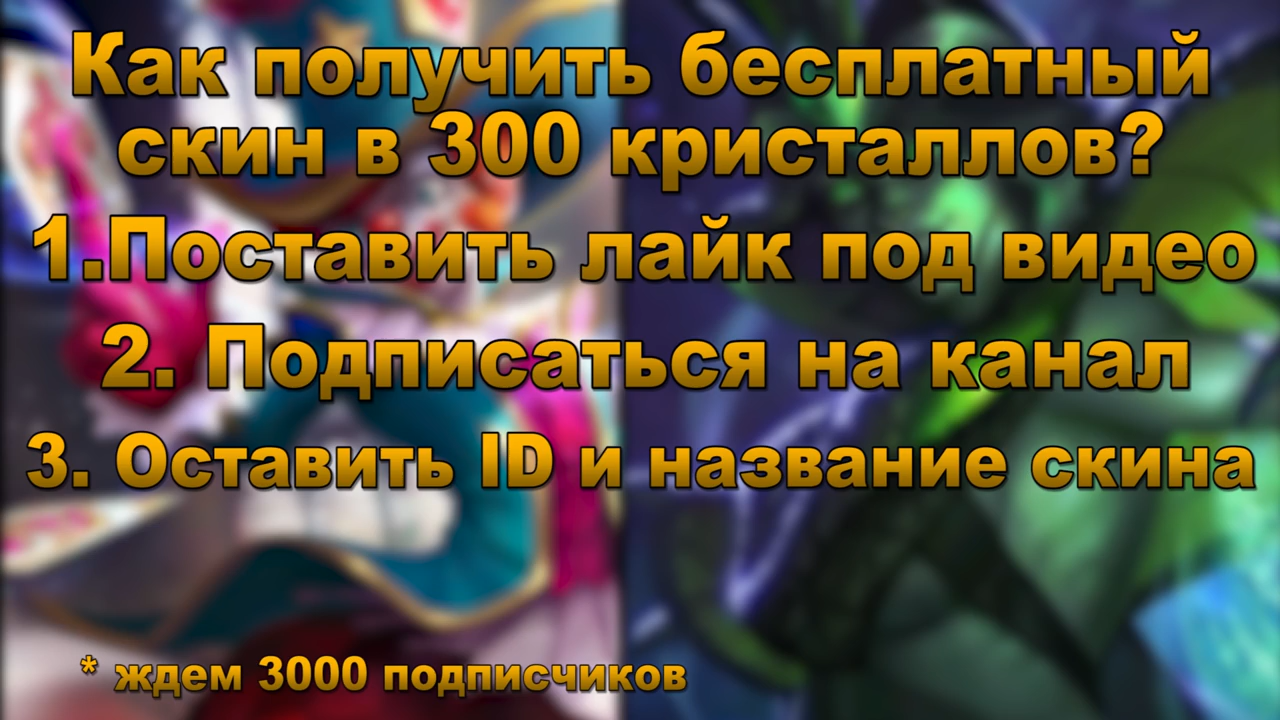 Как получить бесплатный
скин в 300 кристаллов?
1.Поставить лайк под видео
2. Подписаться на канал
3. Оставить ID и название скина
* ждем 3000 подписчиков